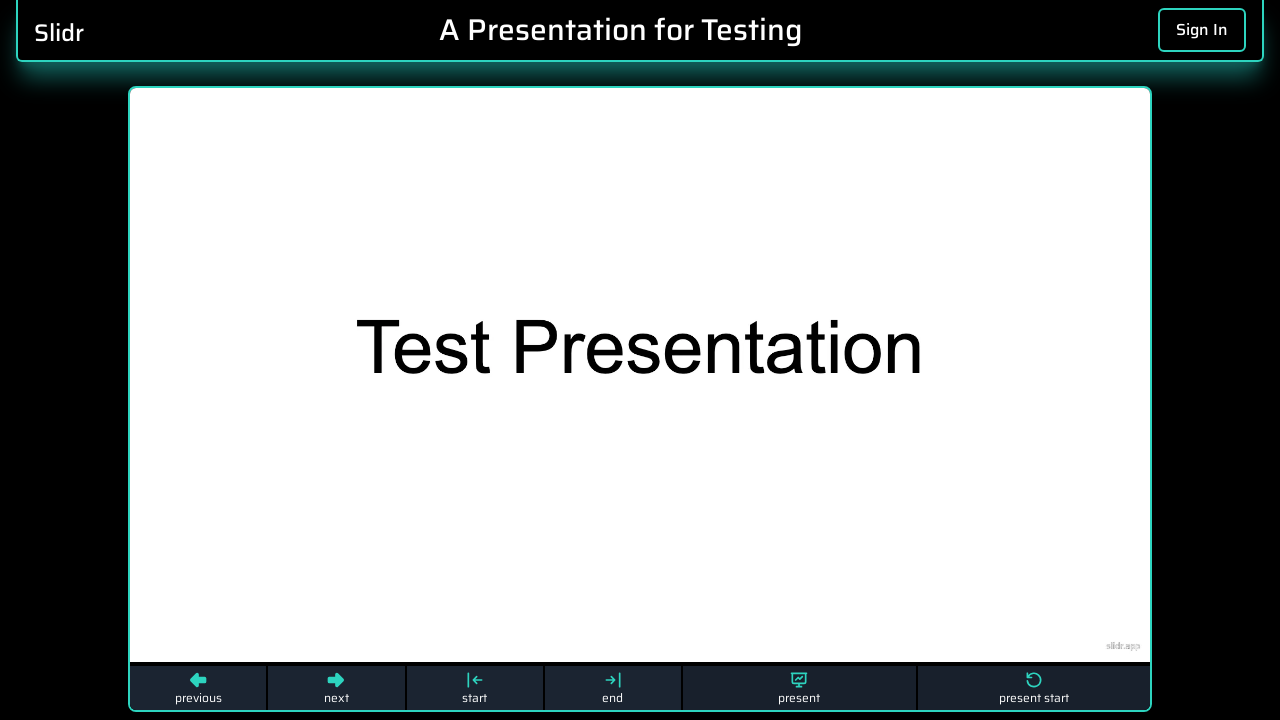 Slidr
A Presentation for Testing
Sign In
Test Presentation
slidr.app
previous
next
start
end
present
present start